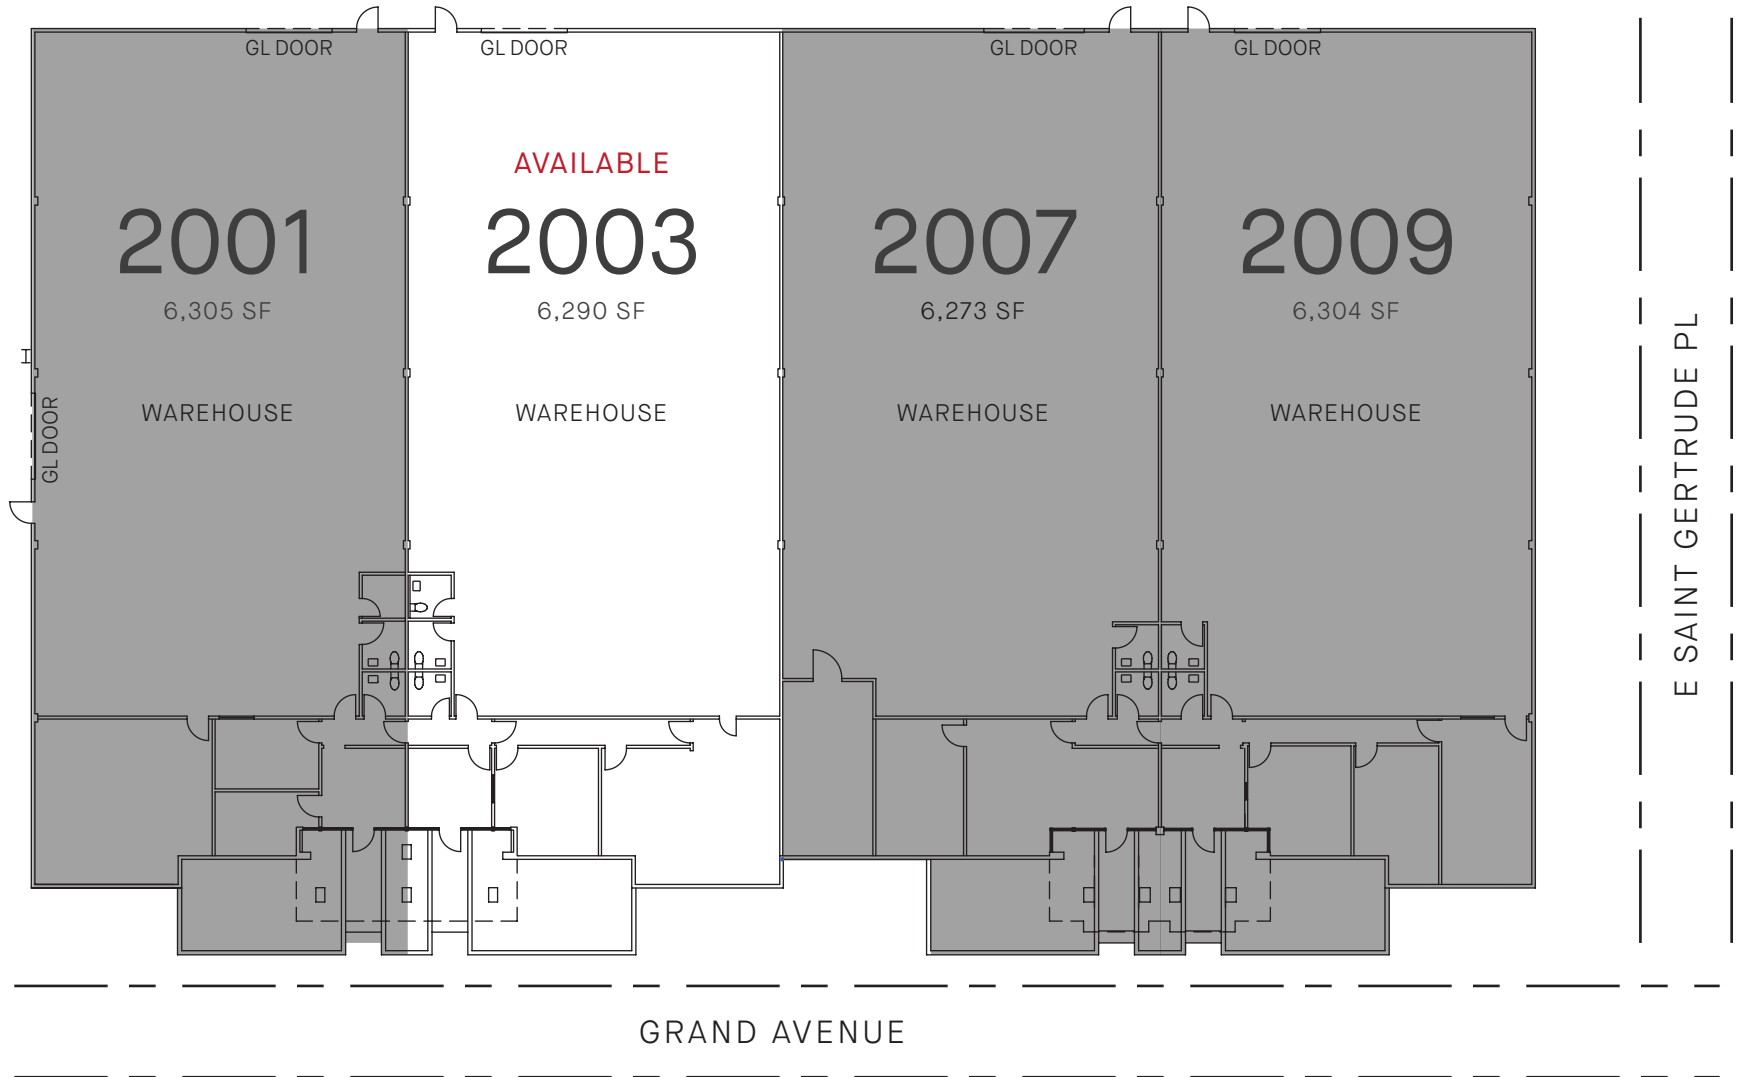 GL DOOR
GL DOOR
GL DOOR
GL DOOR
AVAILABLE
2001
2003
2007
2009
6,305 SF
6,290 SF
6,273 SF
6,304 SF
WAREHOUSE
WAREHOUSE
WAREHOUSE
WAREHOUSE
GL DOOR
E SAINT GERTRUDE PL
GRAND AVENUE